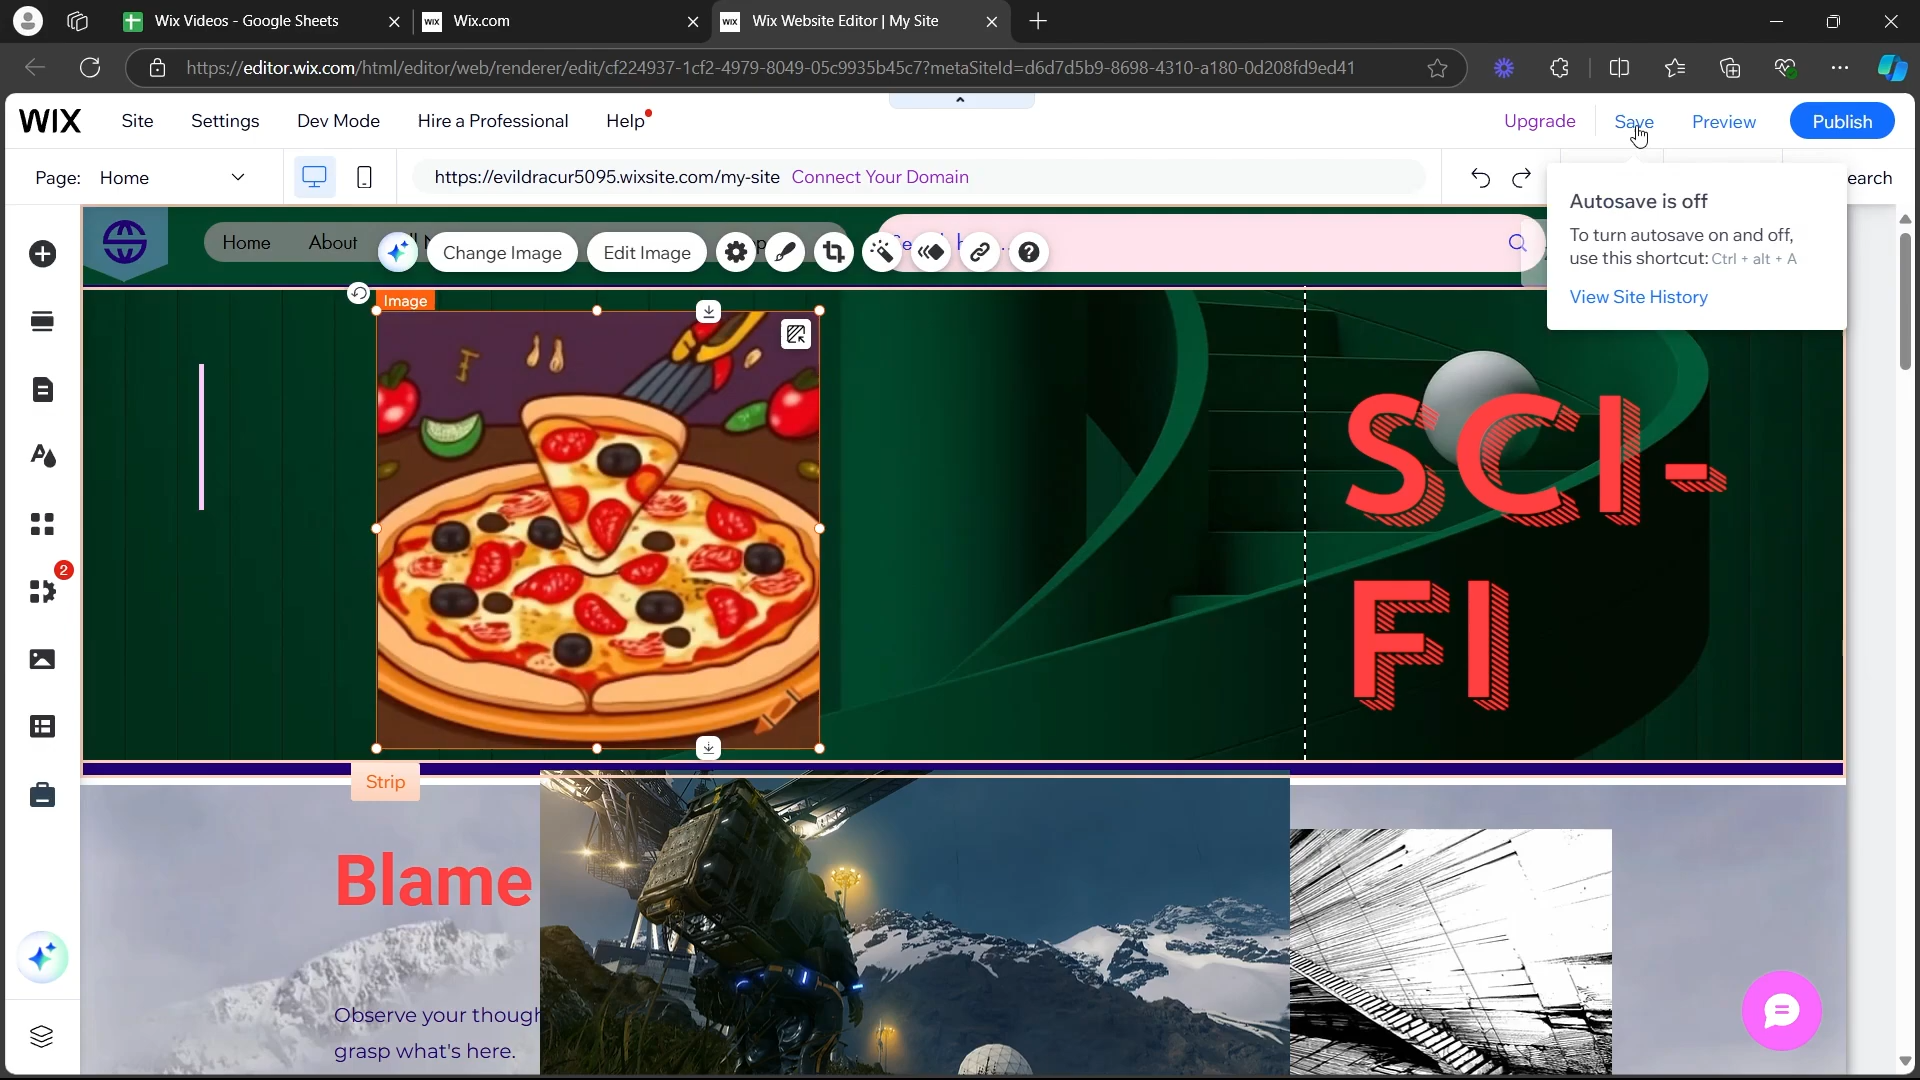 Wix Videos - Google Sheets
WIX Wix.com
WIX Wix Website Editor | My Site
https://editor.wix.com/html/editor/web/renderer/edit/cf224937-1cf2-4979-8049-05c9935b45c7?metaSiteId=d6d7d5b9-8698-4310-a180-0d208fd9ed41
WIX Site Settings Dev Mode Hire a Professional Help Upgrade Save Preview Publish
Page: Home https://evildracur5095.wixsite.com/my-site Connect Your Domain earch
Autosave is off
To turn autosave on and off,
use this shortcut: Ctrl + alt + A
View Site History
Home About
Change Image Edit Image
Image
SCI-
FI
2
Strip
Blame
Observe your though
grasp what's here.